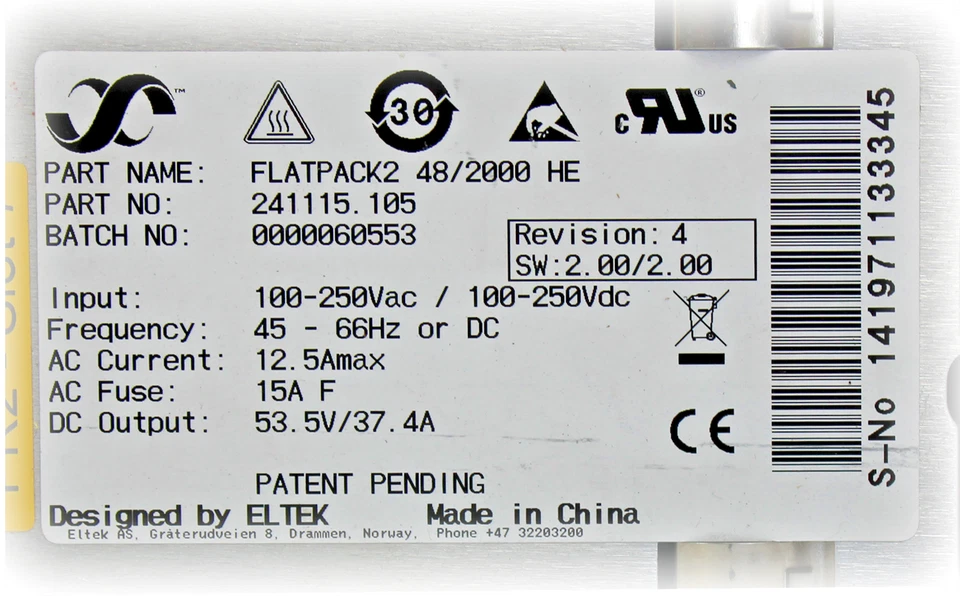 ™
30
c RU ® US
PART NAME: FLATPACK2 48/2000 HE
PART NO: 241115.105
BATCH NO: 0000060553
Revision: 4
SW:2.00/2.00
Input: 100-250Vac / 100-250Vdc
Frequency: 45 - 66Hz or DC
AC Current: 12.5Amax
AC Fuse: 15A F
DC Output: 53.5V/37.4A
CE
PATENT PENDING
Designed by ELTEK Made in China
Eltek AS, Gråterudveien 8, Drammen, Norway, Phone +47 32203200
S-No 141971133345